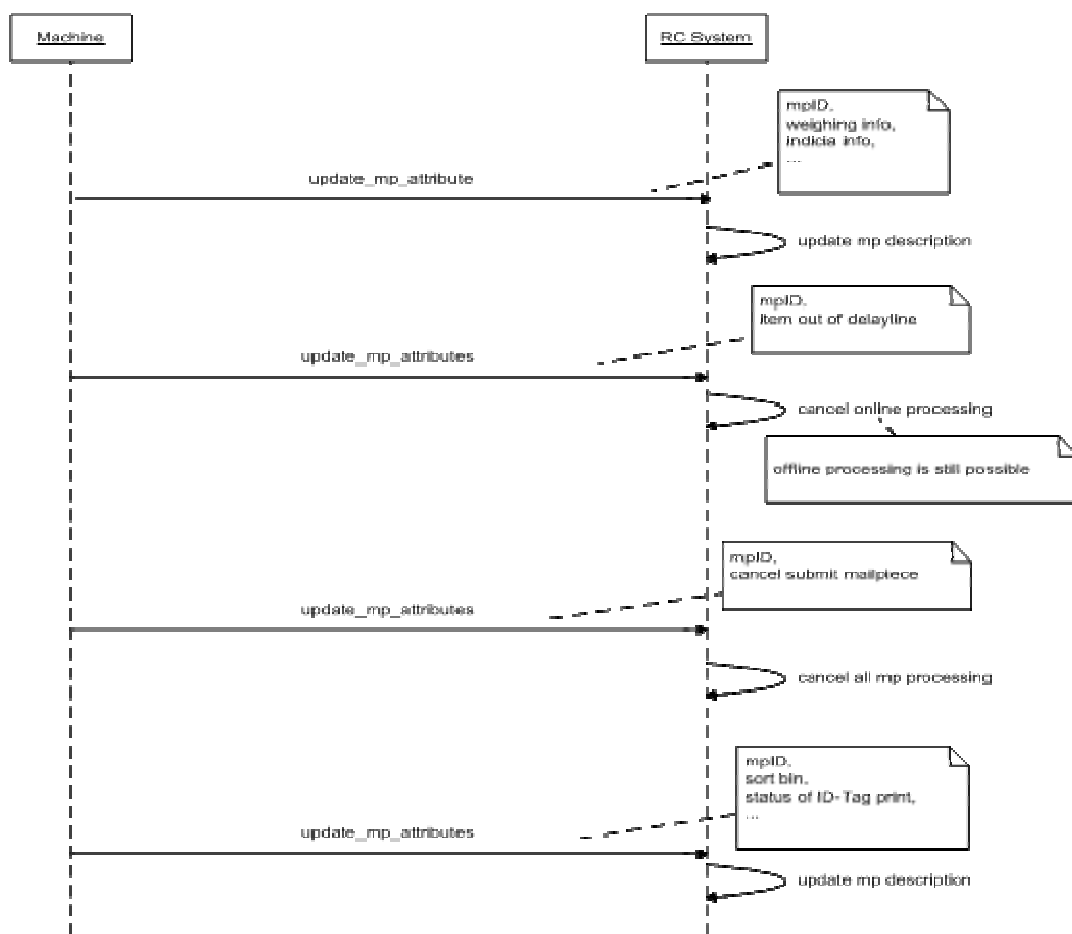 Machine
RC System
mpID,
weighing info,
indicia info,
...
update_mp_attribute
update mp description
mpID,
item out of delayline
update_mp_attributes
cancel online processing
offline processing is still possible
mpID,
cancel submit mailpiece
update_mp_attributes
cancel all mp processing
mpID,
sort bin,
status of ID-Tag print,
...
update_mp_attributes
update mp description